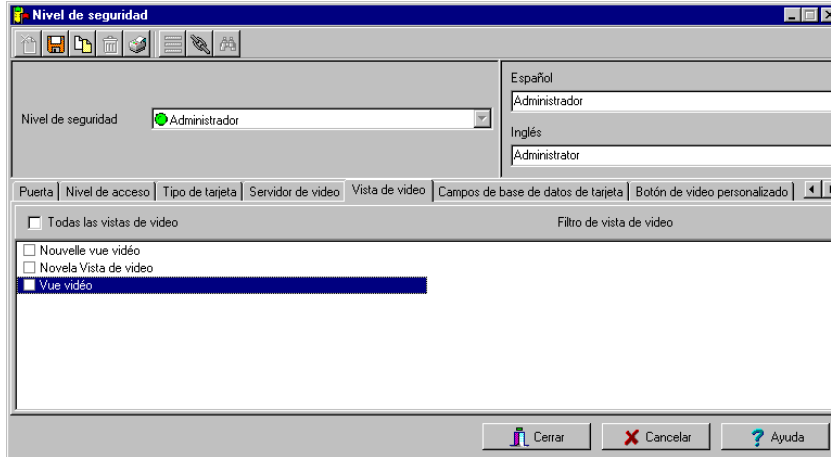 Nivel de seguridad
Español
Administrador
Nivel de seguridad
Administrador
Inglés
Administrator
Puerta Nivel de acceso Tipo de tarjeta Servidor de video Vista de video Campos de base de datos de tarjeta Botón de video personalizado
Todas las vistas de video Filtro de vista de video
Nouvelle vue vidéo
Novela Vista de video
Vue vidéo
Cerrar Cancelar Ayuda